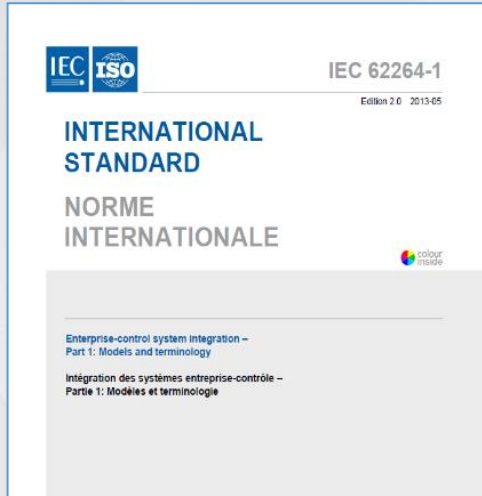 IEC ISO
IEC 62264-1
Edition 2.0 2013-05
INTERNATIONAL
STANDARD
NORME
INTERNATIONALE
colour
inside
Enterprise-control system integration –
Part 1: Models and terminology
Intégration des systèmes entreprise-contrôle –
Partie 1: Modèles et terminologie